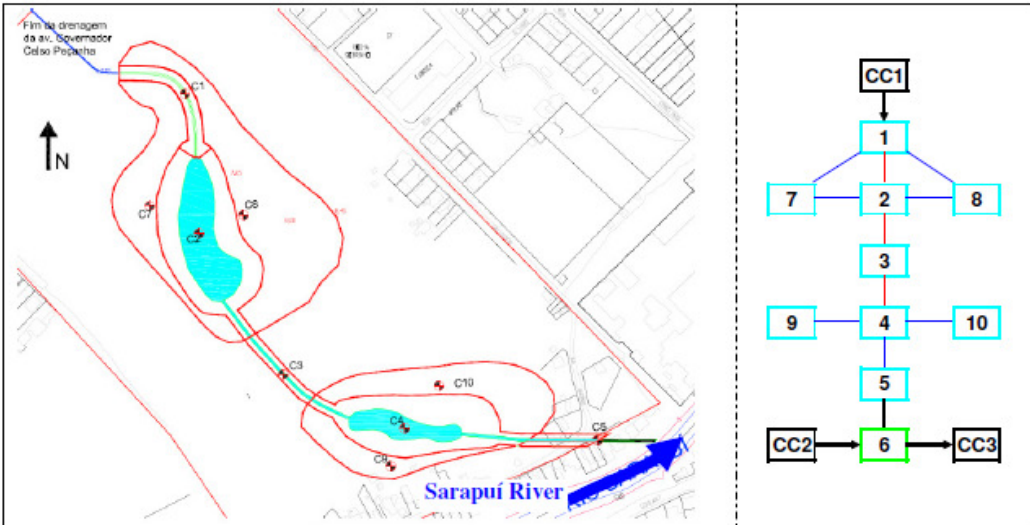 Fim da drenagem
da av. Governador
Celso Peçanha
C1
N
C7
C8
C2
C3
C10
C4
C5
C9
Sarapuí River
CC1
1
7
2
8
3
9
4
10
5
CC2
6
CC3